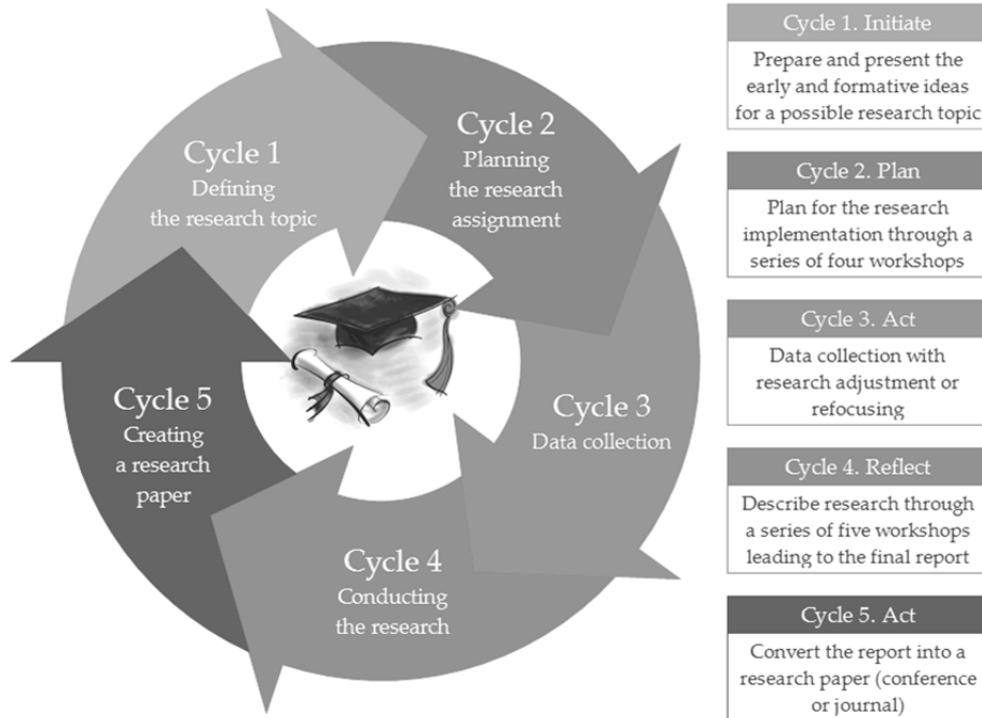 Cycle 1
Defining
the research topic
Cycle 2
Planning
the research
assignment
Cycle 3
Data collection
Cycle 4
Conducting
the research
Cycle 5
Creating
a research
paper
Cycle 1. Initiate
Prepare and present the
early and formative ideas
for a possible research topic
Cycle 2. Plan
Plan for the research
implementation through a
series of four workshops
Cycle 3. Act
Data collection with
research adjustment or
refocusing
Cycle 4. Reflect
Describe research through
a series of five workshops
leading to the final report
Cycle 5. Act
Convert the report into a
research paper (conference
or journal)